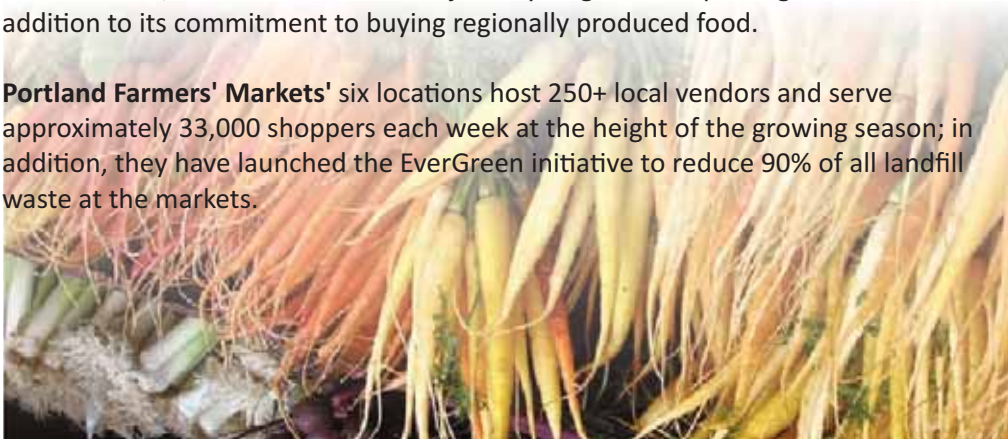 addition to its commitment to buying regionally produced food.
Portland Farmers' Markets' six locations host 250+ local vendors and serve
approximately 33,000 shoppers each week at the height of the growing season; in
addition, they have launched the EverGreen initiative to reduce 90% of all landfill
waste at the markets.